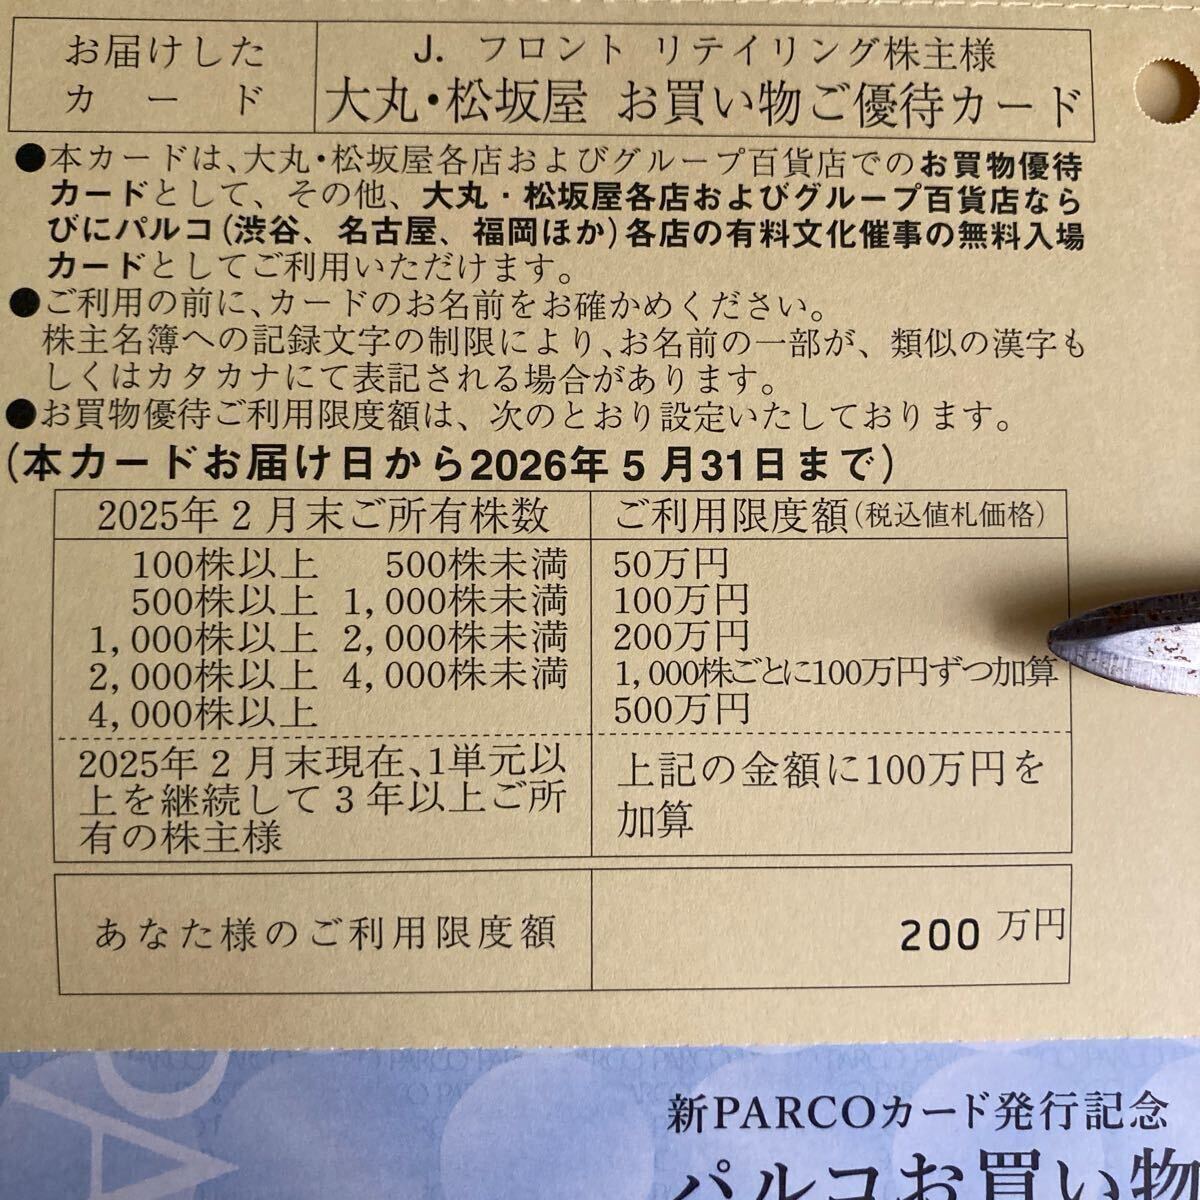 お届けした
カード
J. フロント リテイリング株主様
大丸・松坂屋 お買い物ご優待カード
●本カードは、大丸・松坂屋各店およびグループ百貨店でのお買物優待
カードとして、その他、大丸・松坂屋各店およびグループ百貨店なら
びにパルコ(渋谷、名古屋、福岡ほか)各店の有料文化催事の無料入場
カードとしてご利用いただけます。
●ご利用の前に、カードのお名前をお確かめください。
株主名簿への記録文字の制限により、お名前の一部が、類似の漢字も
しくはカタカナにて表記される場合があります。
●お買物優待ご利用限度額は、次のとおり設定いたしております。
(本カードお届け日から2026年5月31日まで)
2025年2月末ご所有株数 ご利用限度額(税込値札価格)
100株以上 500株未満 50万円
500株以上 1,000株未満 100万円
1,000株以上 2,000株未満 200万円
2,000株以上 4,000株未満 1,000株ごとに100万円ずつ加算
4,000株以上 500万円
2025年2月末現在、1単元以
上を継続して3年以上ご所
有の株主様
上記の金額に100万円を
加算
あなた様のご利用限度額 200万円
新PARCOカード発行記念
パルコお買い物